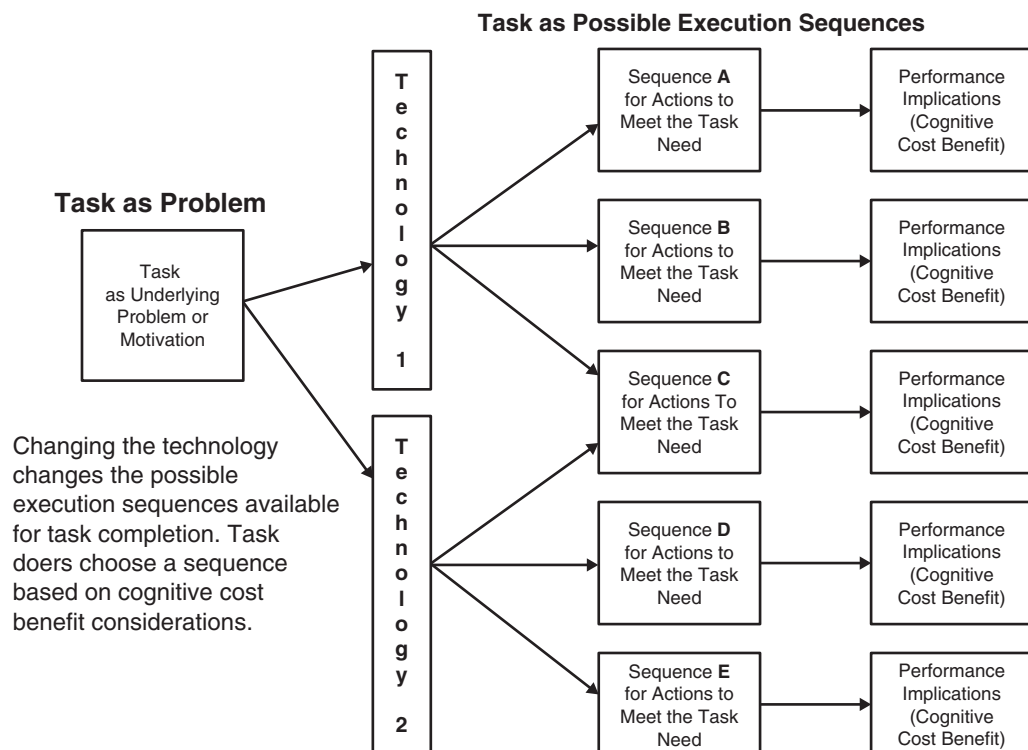 Task as Possible Execution Sequences
Task as Problem
Task
as Underlying
Problem or
Motivation
Changing the technology
changes the possible
execution sequences available
for task completion. Task
doers choose a sequence
based on cognitive cost
benefit considerations.
T
e
c
h
n
o
l
o
g
y
1
T
e
c
h
n
o
l
o
g
y
2
Sequence A
for Actions to
Meet the Task
Need
Performance
Implications
(Cognitive
Cost Benefit)
Sequence B
for Actions to
Meet the Task
Need
Performance
Implications
(Cognitive
Cost Benefit)
Sequence C
for Actions To
Meet the Task
Need
Performance
Implications
(Cognitive
Cost Benefit)
Sequence D
for Actions to
Meet the Task
Need
Performance
Implications
(Cognitive
Cost Benefit)
Sequence E
for Actions to
Meet the Task
Need
Performance
Implications
(Cognitive
Cost Benefit)